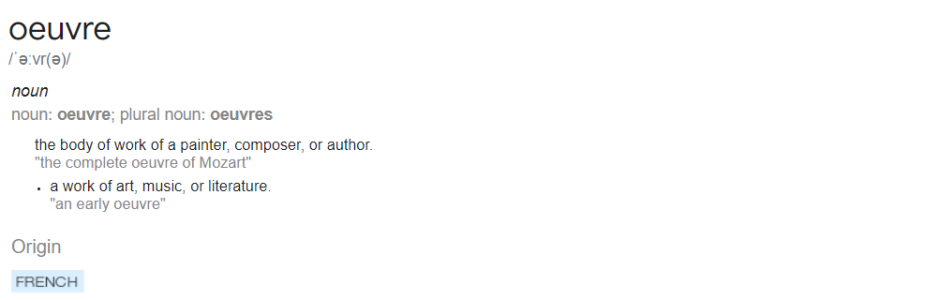 oeuvre
/ˈəːvr(ə)/
noun
noun: oeuvre; plural noun: oeuvres
the body of work of a painter, composer, or author.
"the complete oeuvre of Mozart"
• a work of art, music, or literature.
"an early oeuvre"
Origin
FRENCH